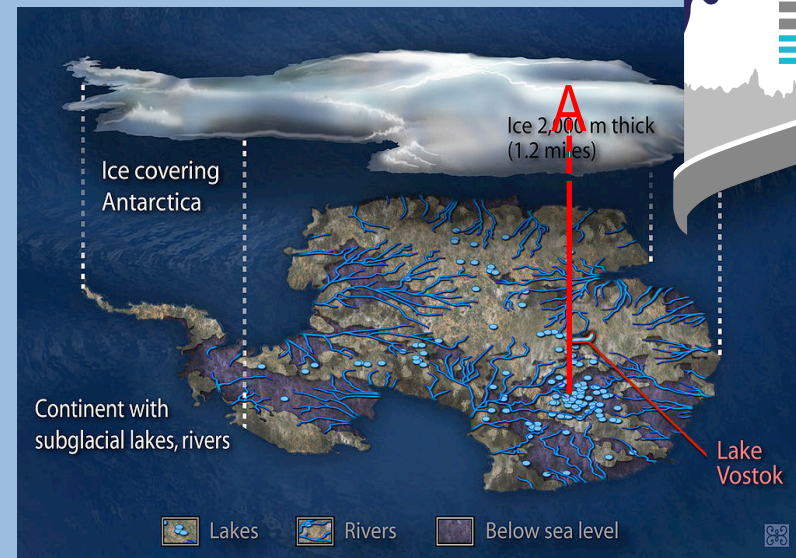 A
Ice 2,000 m thick
(1.2 miles)
Ice covering
Antarctica
Continent with
subglacial lakes, rivers
Lake
Vostok
Lakes
Rivers
Below sea level